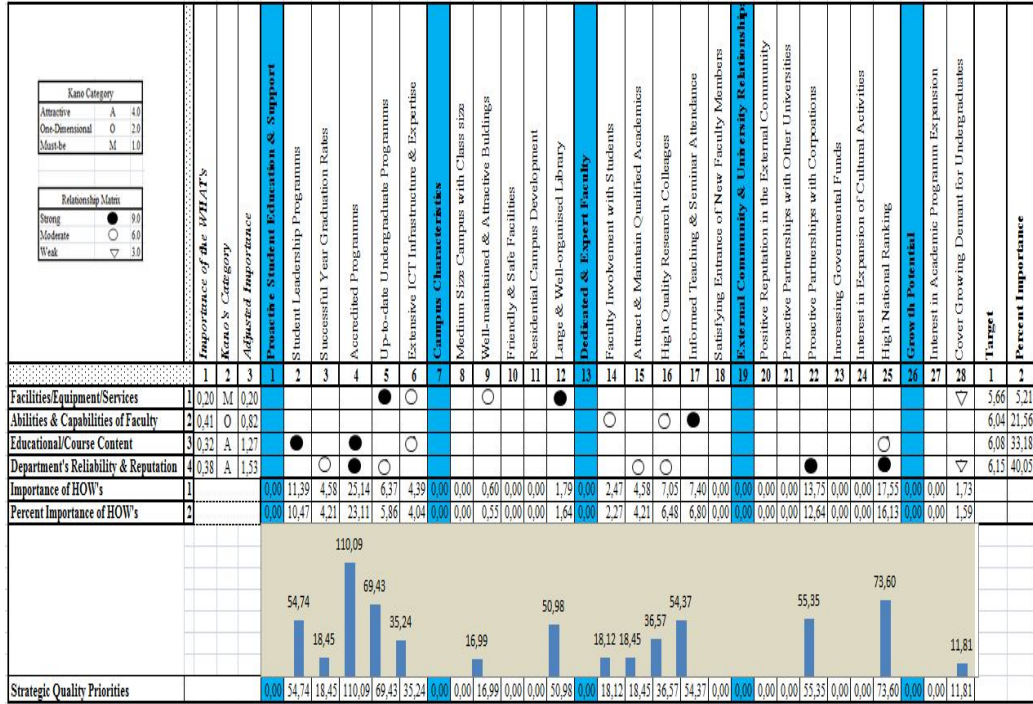 Kano Category
Attractive A 4.0
One-Dimensional O 2.0
Must-be M 1.0
Relationship Matrix
Strong ● 9.0
Moderate ○ 6.0
Weak ▽ 3.0
Importance of the WHAT's
Kano's Category
Adjusted Importance
Proactive Student Education & Support
Student Leadership Programms
Successful Year Graduation Rates
Accredited Programms
Up-to-date Undergraduate Programms
Extensive ICT Infrastructure & Expertise
Campus Characteristics
Medium Size Campus with Class size
Well-maintained & Attractive Buldings
Friendly & Safe Facilities
Residential Campus Development
Large & Well-organised Library
Dedicated & Expert Faculty
Faculty Involvement with Students
Attract & Maintain Qualified Academics
High Quality Research Colleages
Informed Teaching & Seminar Attendance
Satisfying Entrance of New Faculty Members
External Community & University Relationships
Positive Reputation in the External Community
Proactive Partnerships with Other Universities
Proactive Partnerships with Corpoations
Increasing Governmental Funds
Interest in Expansion of Cultural Activities
High National Ranking
Growth Potential
Interest in Academic Programm Expansion
Cover Growing Demant for Undergraduates
Target
Percent Importance
1 2 3 1 2 3 4 5 6 7 8 9 10 11 12 13 14 15 16 17 18 19 20 21 22 23 24 25 26 27 28 1 2
Facilities/Equipment/Services 1 0,20 M 0,20 ● ○ ○ ● ▽ 5,66 5,21
Abilities & Capabilities of Faculty 2 0,41 O 0,82 ○ ○ ● 6,04 21,56
Educational/Course Content 3 0,32 A 1,27 ● ● ○ ○ 6,08 33,18
Department's Reliability & Reputation 4 0,38 A 1,53 ○ ● ○ ○ ○ ● ● ▽ 6,15 40,05
Importance of HOW's 1 0,00 11,39 4,58 25,14 6,37 4,39 0,00 0,00 0,60 0,00 0,00 1,79 0,00 2,47 4,58 7,05 7,40 0,00 0,00 0,00 0,00 13,75 0,00 0,00 17,55 0,00 0,00 1,73
Percent Importance of HOW's 2 0,00 10,47 4,21 23,11 5,86 4,04 0,00 0,00 0,55 0,00 0,00 1,64 0,00 2,27 4,21 6,48 6,80 0,00 0,00 0,00 0,00 12,64 0,00 0,00 16,13 0,00 0,00 1,59
54,74 18,45 110,09 69,43 35,24 16,99 50,98 18,12 18,45 36,57 54,37 55,35 73,60 11,81
Strategic Quality Priorities 0,00 54,74 18,45 110,09 69,43 35,24 0,00 0,00 16,99 0,00 0,00 50,98 0,00 18,12 18,45 36,57 54,37 0,00 0,00 0,00 0,00 55,35 0,00 0,00 73,60 0,00 0,00 11,81